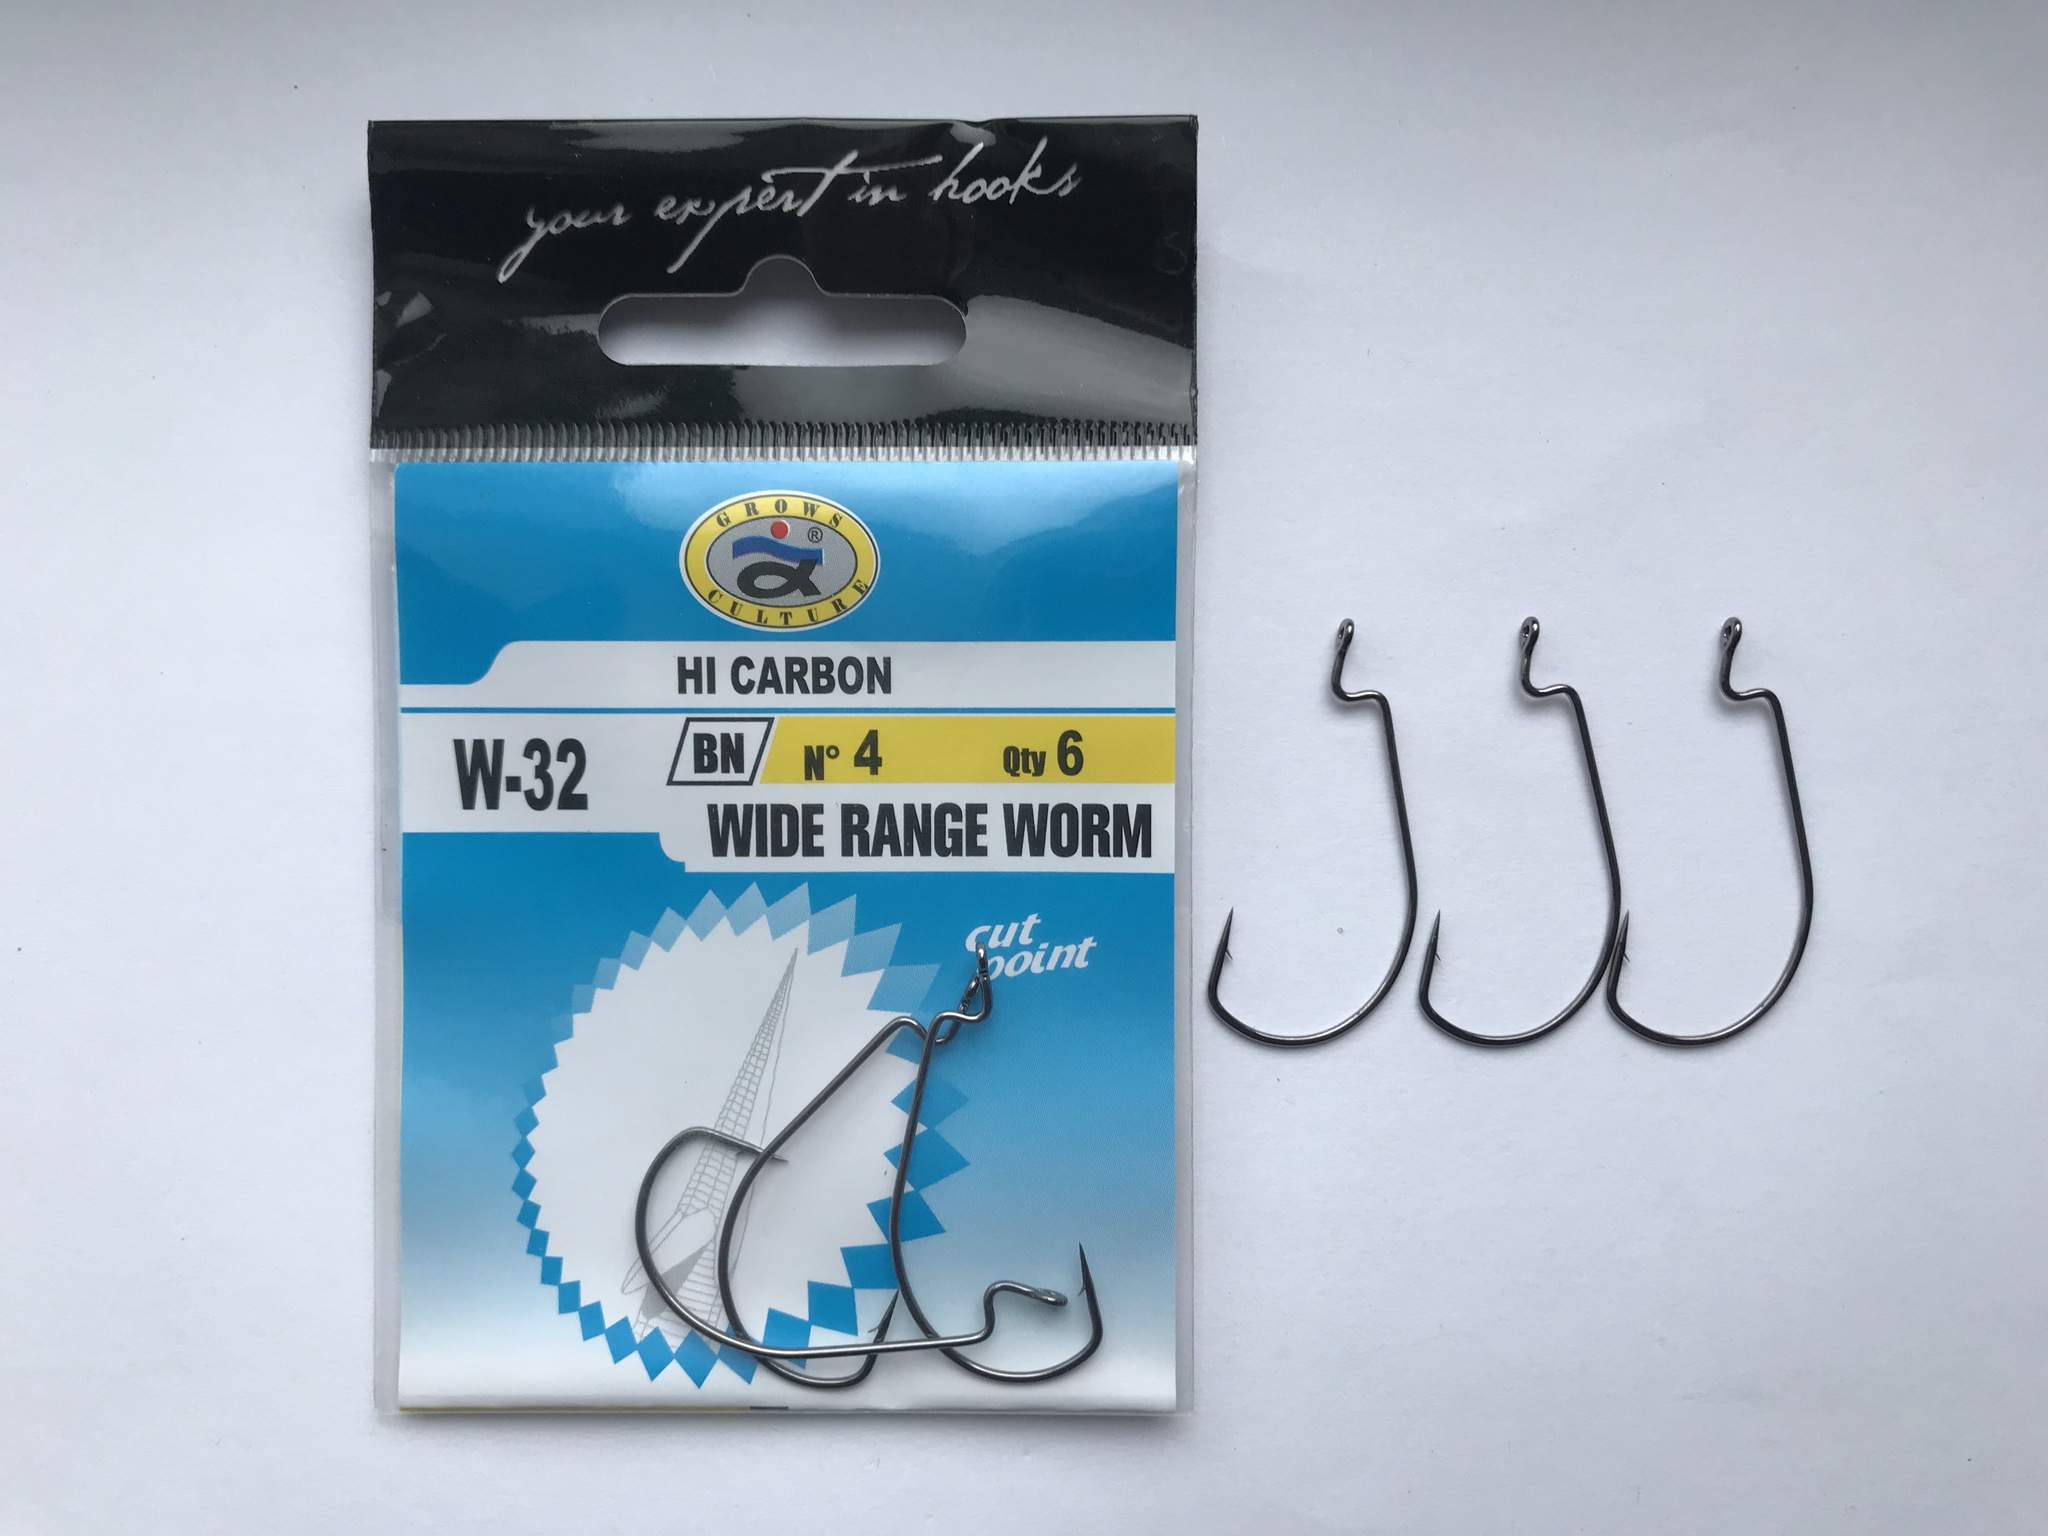 your expert in hooks
GROWS
®
CULTURE
HI CARBON
W-32
BN N° 4 Qty 6
WIDE RANGE WORM
cut
point